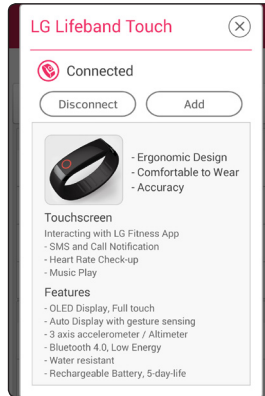 LG Lifeband Touch
Connected
Disconnect
Add
- Ergonomic Design
- Comfortable to Wear
- Accuracy
Touchscreen
Interacting with LG Fitness App
- SMS and Call Notification
- Heart Rate Check-up
- Music Play
Features
- OLED Display, Full touch
- Auto Display with gesture sensing
- 3 axis accelerometer / Altimeter
- Bluetooth 4.0, Low Energy
- Water resistant
- Rechargeable Battery, 5-day-life